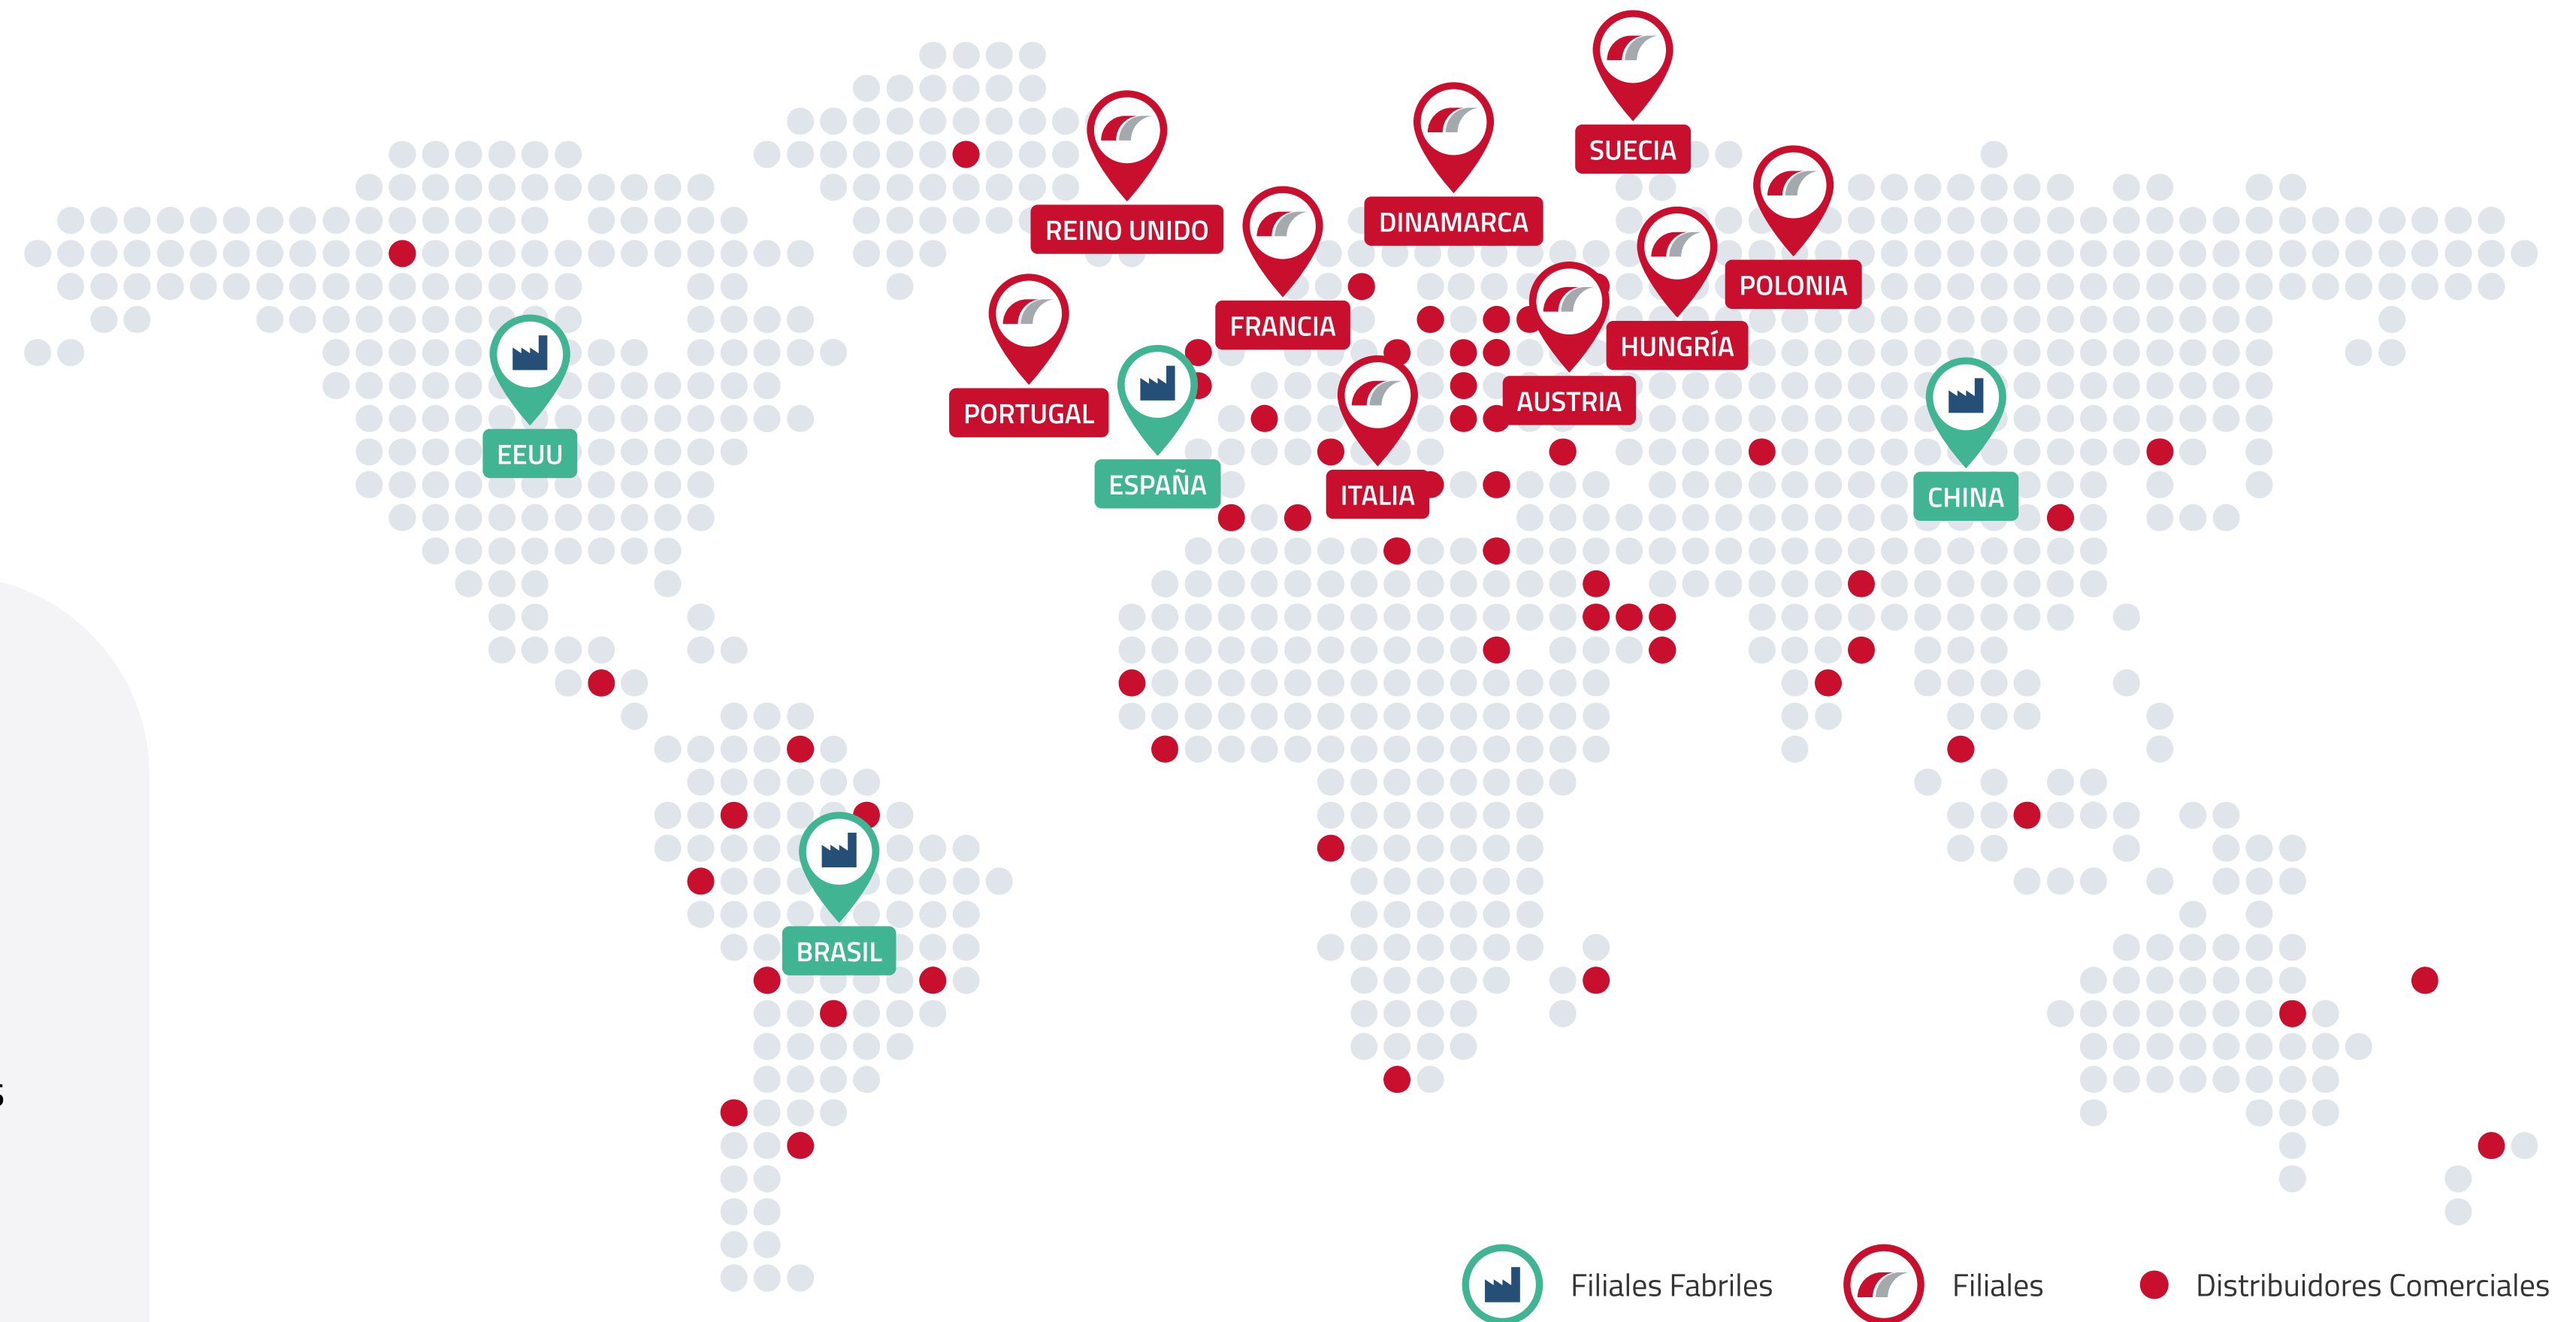 SUECIA
DINAMARCA
REINO UNIDO
POLONIA
FRANCIA
HUNGRÍA
PORTUGAL
AUSTRIA
EEUU
ESPAÑA
ITALIA
CHINA
BRASIL
s
Filiales Fabriles
Filiales
Distribuidores Comerciales